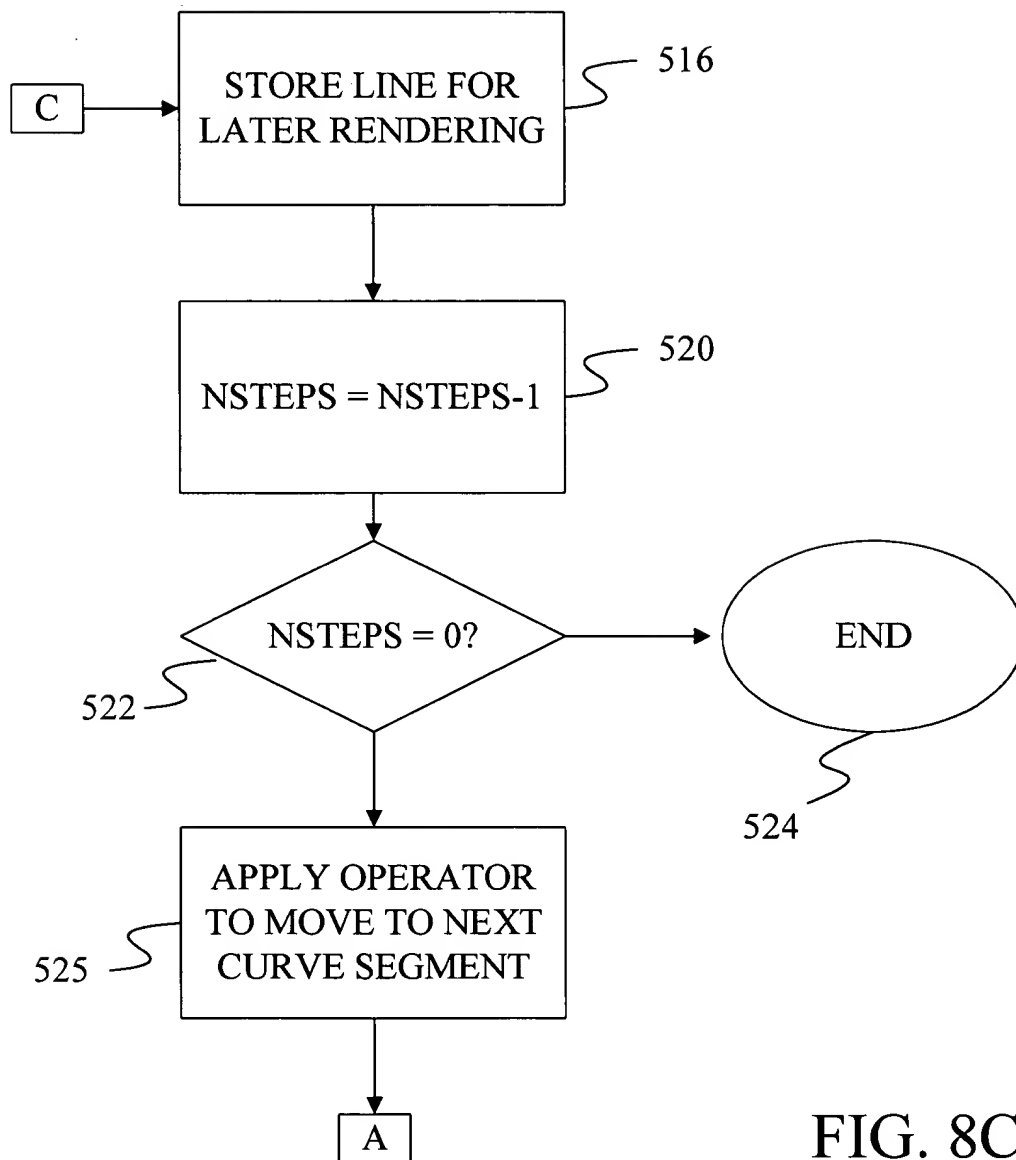 C
STORE LINE FOR
LATER RENDERING
516
NSTEPS = NSTEPS-1
520
NSTEPS = 0?
522
END
524
APPLY OPERATOR
TO MOVE TO NEXT
CURVE SEGMENT
525
A
FIG. 8C